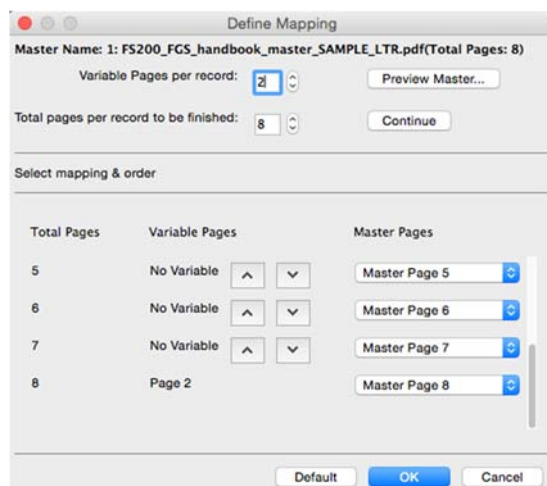 Define Mapping
Master Name: 1: FS200_FGS_handbook_master_SAMPLE_LTR.pdf(Total Pages: 8)
Variable Pages per record: 2 Preview Master...
Total pages per record to be finished: 8 Continue
Select mapping & order
Total Pages Variable Pages Master Pages
5 No Variable Master Page 5
6 No Variable Master Page 6
7 No Variable Master Page 7
8 Page 2 Master Page 8
Default OK Cancel